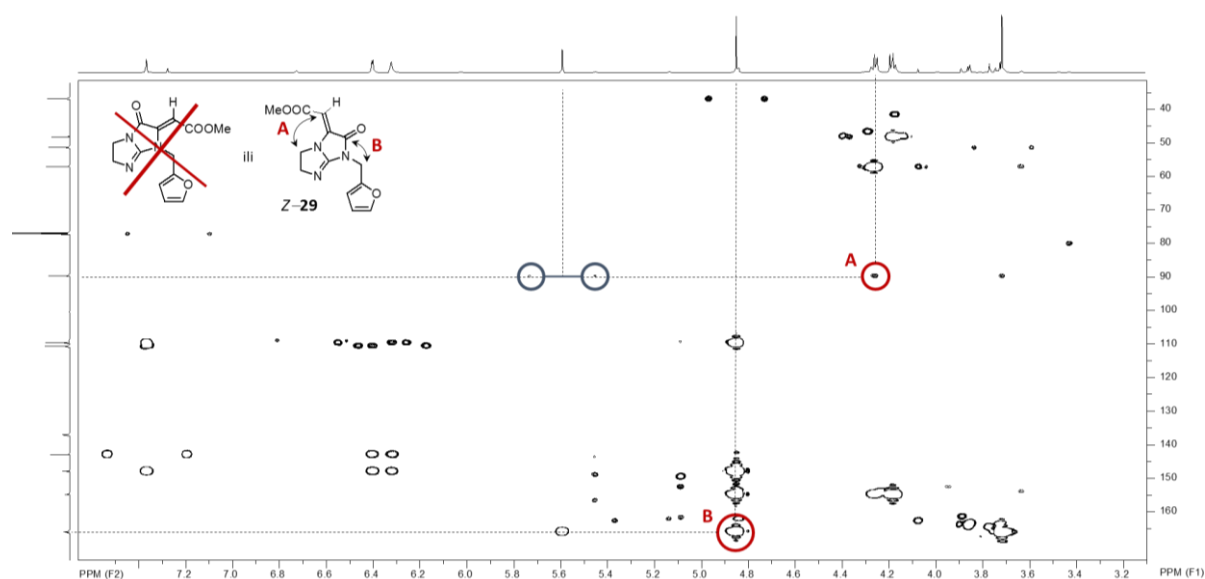 H
O
COOMe
N
N
N
O
ili
MeOOC
H
A
O
B
N
N
N
O
Z-29
A
B
40
50
60
70
80
90
100
110
120
130
140
150
160
PPM (F2) 7.2 7.0 6.8 6.6 6.4 6.2 6.0 5.8 5.6 5.4 5.2 5.0 4.8 4.6 4.4 4.2 4.0 3.8 3.6 3.4 3.2 PPM (F1)